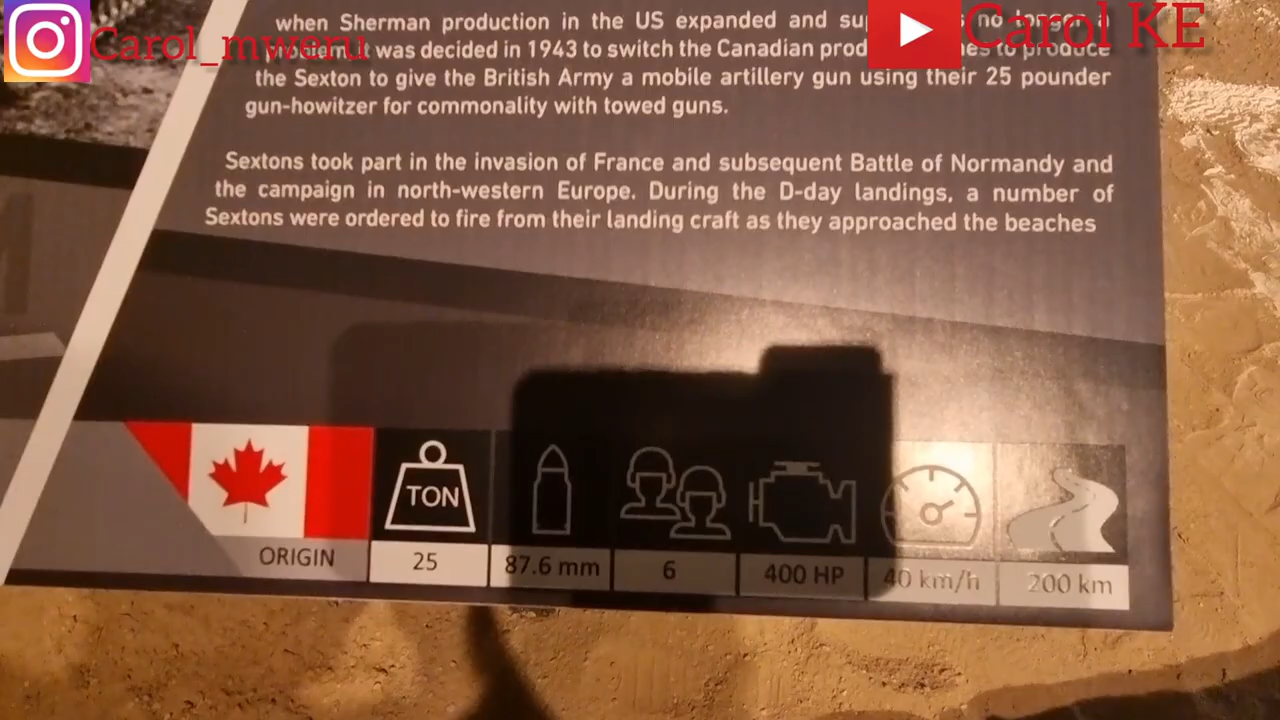 when Sherman production in the US expanded and no longer a
was decided in 1943 to switch the Canadian to produce
the Sexton to give the British Army a mobile artillery gun using their 25 pounder
gun-howitzer for commonality with towed guns.
Sextons took part in the invasion of France and subsequent Battle of Normandy and
the campaign in north-western Europe. During the D-day landings, a number of
Sextons were ordered to fire from their landing craft as they approached the beaches
TON
ORIGIN 25 87.6 mm 6 400 HP 40 km/h 200 km
Carol_mweru
Carol KE